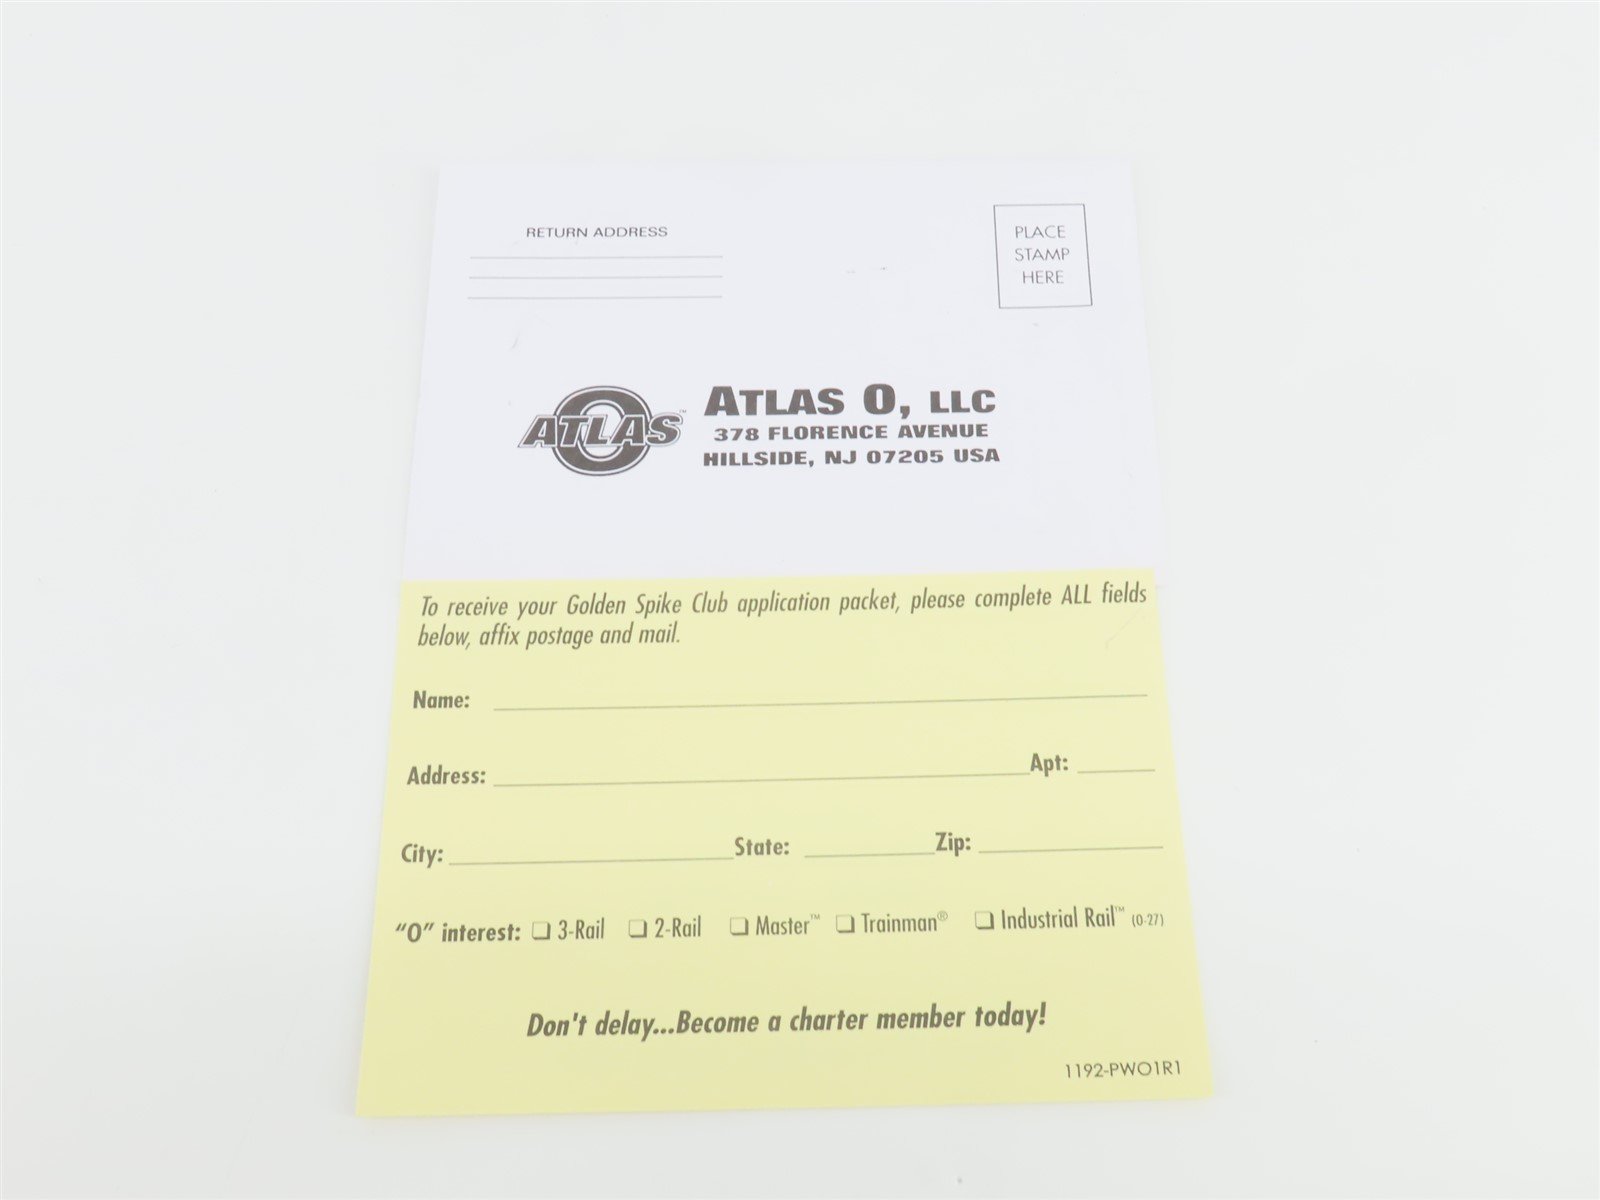 RETURN ADDRESS
PLACE
STAMP
HERE
ATLAS O ™
ATLAS O, LLC
378 FLORENCE AVENUE
HILLSIDE, NJ 07205 USA
To receive your Golden Spike Club application packet, please complete ALL fields
below, affix postage and mail.
Name:
Address: Apt:
City: State: Zip:
"O" interest: ❏ 3-Rail ❏ 2-Rail ❏ Master™ ❏ Trainman® ❏ Industrial Rail™ (O-27)
Don't delay...Become a charter member today!
1192-PWO1R1